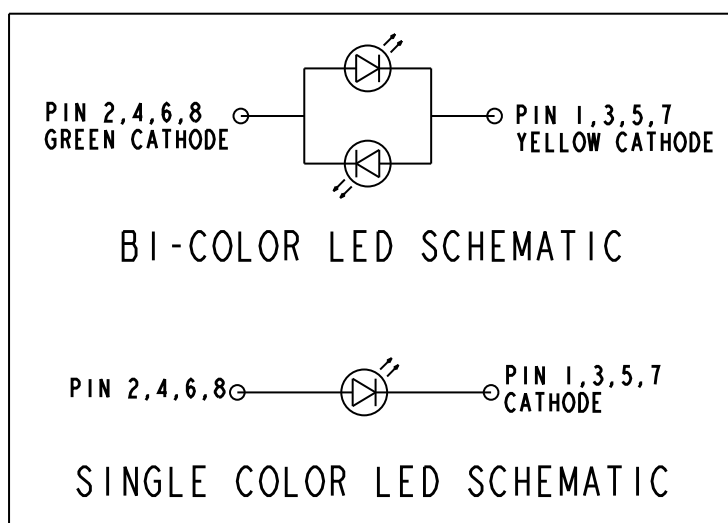 PIN 2,4,6,8
GREEN CATHODE
PIN 1,3,5,7
YELLOW CATHODE
BI-COLOR LED SCHEMATIC
PIN 2,4,6,8
PIN 1,3,5,7
CATHODE
SINGLE COLOR LED SCHEMATIC